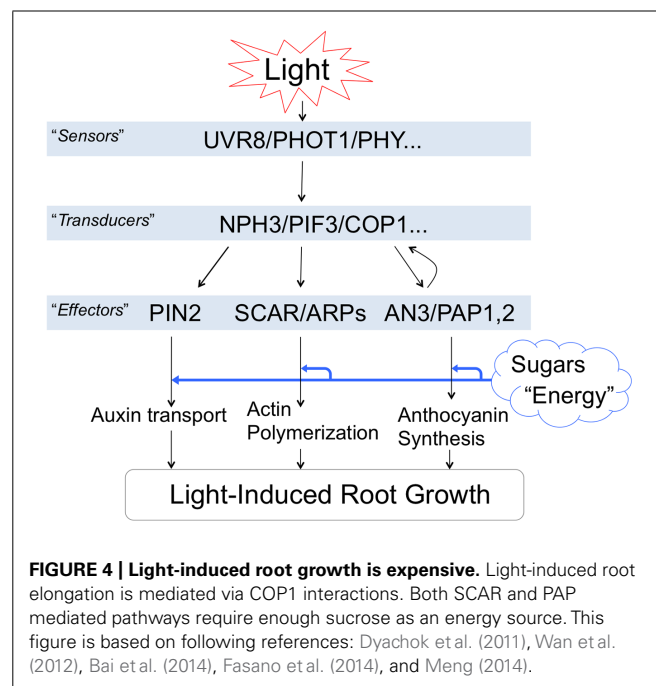 Light
"Sensors" UVR8/PHOT1/PHY...
"Transducers" NPH3/PIF3/COP1...
"Effectors" PIN2 SCAR/ARPs AN3/PAP1,2
Sugars
"Energy"
Auxin transport
Actin
Polymerization
Anthocyanin
Synthesis
Light-Induced Root Growth
FIGURE 4 | Light-induced root growth is expensive. Light-induced root
elongation is mediated via COP1 interactions. Both SCAR and PAP
mediated pathways require enough sucrose as an energy source. This
figure is based on following references: Dyachok et al. (2011), Wan et al.
(2012), Bai et al. (2014), Fasano et al. (2014), and Meng (2014).